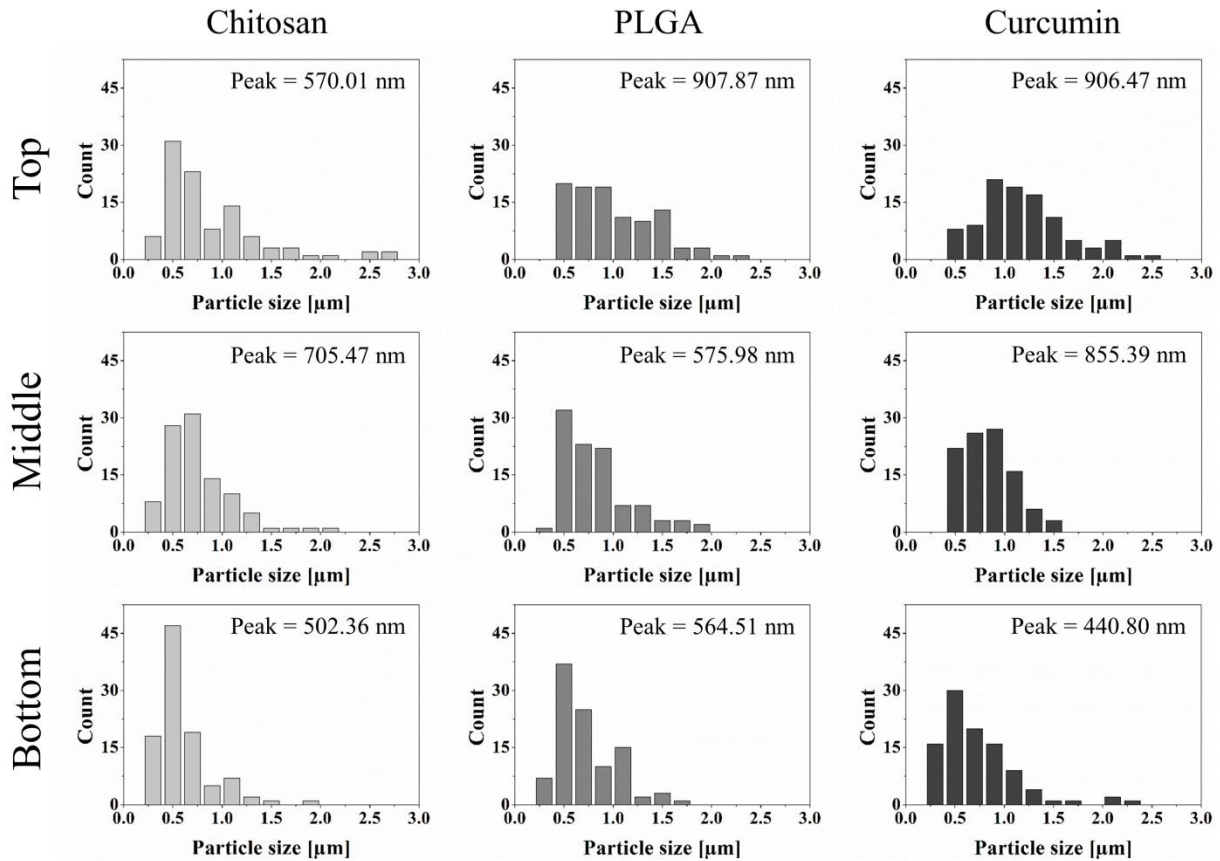 Chitosan PLGA Curcumin
Top
Peak = 570.01 nm
45
30
15
0
Count
0.0 0.5 1.0 1.5 2.0 2.5 3.0
Particle size [µm]
Peak = 907.87 nm
45
30
15
0
Count
0.0 0.5 1.0 1.5 2.0 2.5 3.0
Particle size [µm]
Peak = 906.47 nm
45
30
15
0
Count
0.0 0.5 1.0 1.5 2.0 2.5 3.0
Particle size [µm]
Middle
Peak = 705.47 nm
45
30
15
0
Count
0.0 0.5 1.0 1.5 2.0 2.5 3.0
Particle size [µm]
Peak = 575.98 nm
45
30
15
0
Count
0.0 0.5 1.0 1.5 2.0 2.5 3.0
Particle size [µm]
Peak = 855.39 nm
45
30
15
0
Count
0.0 0.5 1.0 1.5 2.0 2.5 3.0
Particle size [µm]
Bottom
Peak = 502.36 nm
45
30
15
0
Count
0.0 0.5 1.0 1.5 2.0 2.5 3.0
Particle size [µm]
Peak = 564.51 nm
45
30
15
0
Count
0.0 0.5 1.0 1.5 2.0 2.5 3.0
Particle size [µm]
Peak = 440.80 nm
45
30
15
0
Count
0.0 0.5 1.0 1.5 2.0 2.5 3.0
Particle size [µm]